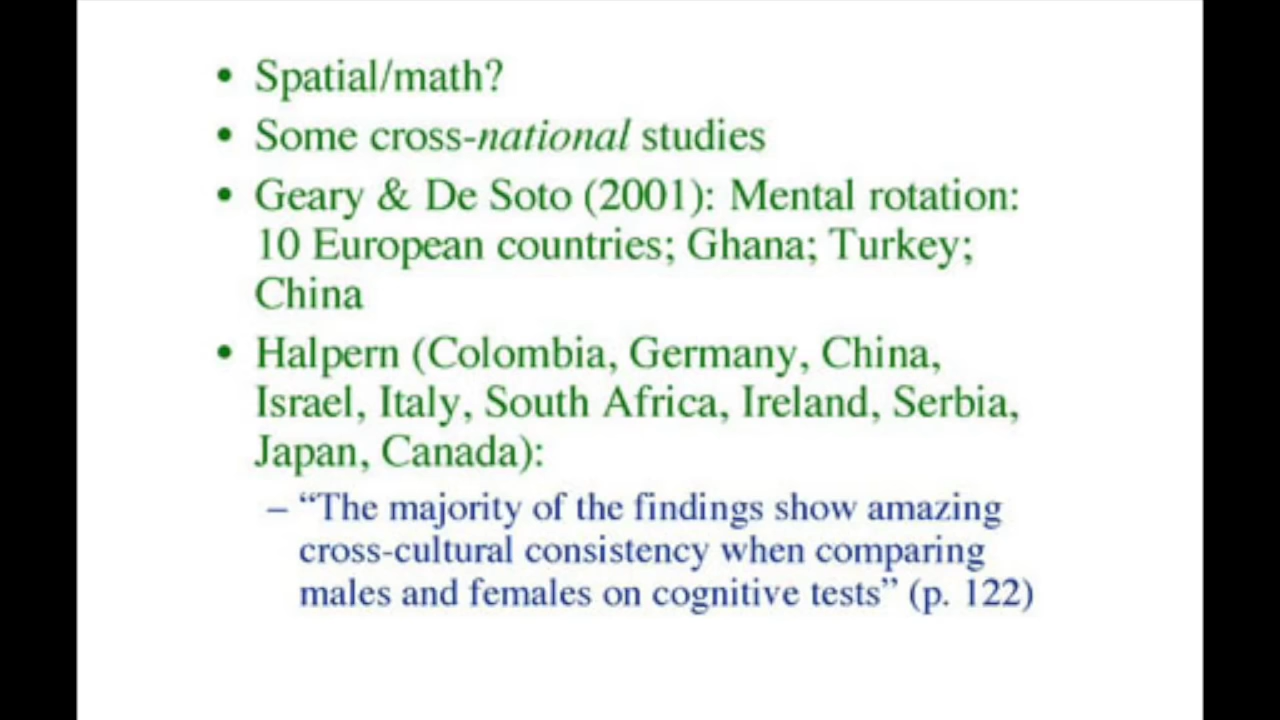 • Spatial/math?
• Some cross-national studies
• Geary & De Soto (2001): Mental rotation:
10 European countries; Ghana; Turkey;
China
• Halpern (Colombia, Germany, China,
Israel, Italy, South Africa, Ireland, Serbia,
Japan, Canada):
– “The majority of the findings show amazing
cross-cultural consistency when comparing
males and females on cognitive tests” (p. 122)